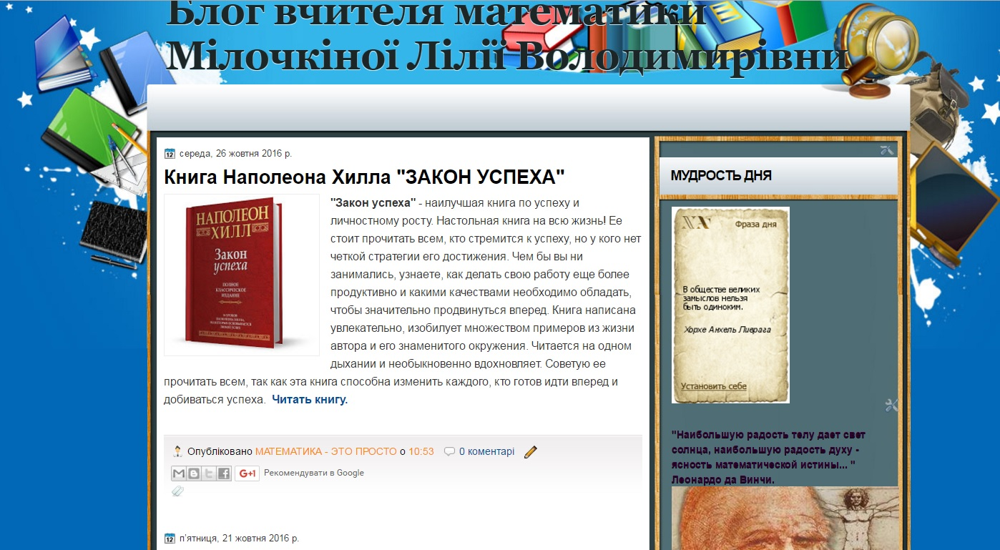 Блог вчителя математики
Мілочкіної Лілії Володимирівни
середа, 26 жовтня 2016 р.
Книга Наполеона Хилла "ЗАКОН УСПЕХА"
НАПОЛЕОН
ХИЛЛ
Закон
успеха
ПОЛНОЕ
КЛАССИЧЕСКОЕ
ИЗДАНИЕ
"Закон успеха" - наилучшая книга по успеху и
личностному росту. Настольная книга на всю жизнь! Ее
стоит прочитать всем, кто стремится к успеху, но у кого нет
четкой стратегии его достижения. Чем бы вы ни
занимались, узнаете, как делать свою работу еще более
продуктивно и какими качествами необходимо обладать,
чтобы значительно продвинуться вперед. Книга написана
увлекательно, изобилует множеством примеров из жизни
автора и его знаменитого окружения. Читается на одном
дыхании и необыкновенно вдохновляет. Советую ее
прочитать всем, так как эта книга способна изменить каждого, кто готов идти вперед и
добиваться успеха. Читать книгу.
Опубліковано МАТЕМАТИКА - ЭТО ПРОСТО о 10:53 0 коментарі
G+1 Рекомендувати в Google
п'ятниця, 21 жовтня 2016 р.
МУДРОСТЬ ДНЯ
Фраза дня
В обществе великих
замыслов нельзя
быть одиноким.
Хорхе Анхель Ливрага
Установить себе
"Наибольшую радость телу дает свет
солнца, наибольшую радость духу -
ясность математической истины... "
Леонардо да Винчи.